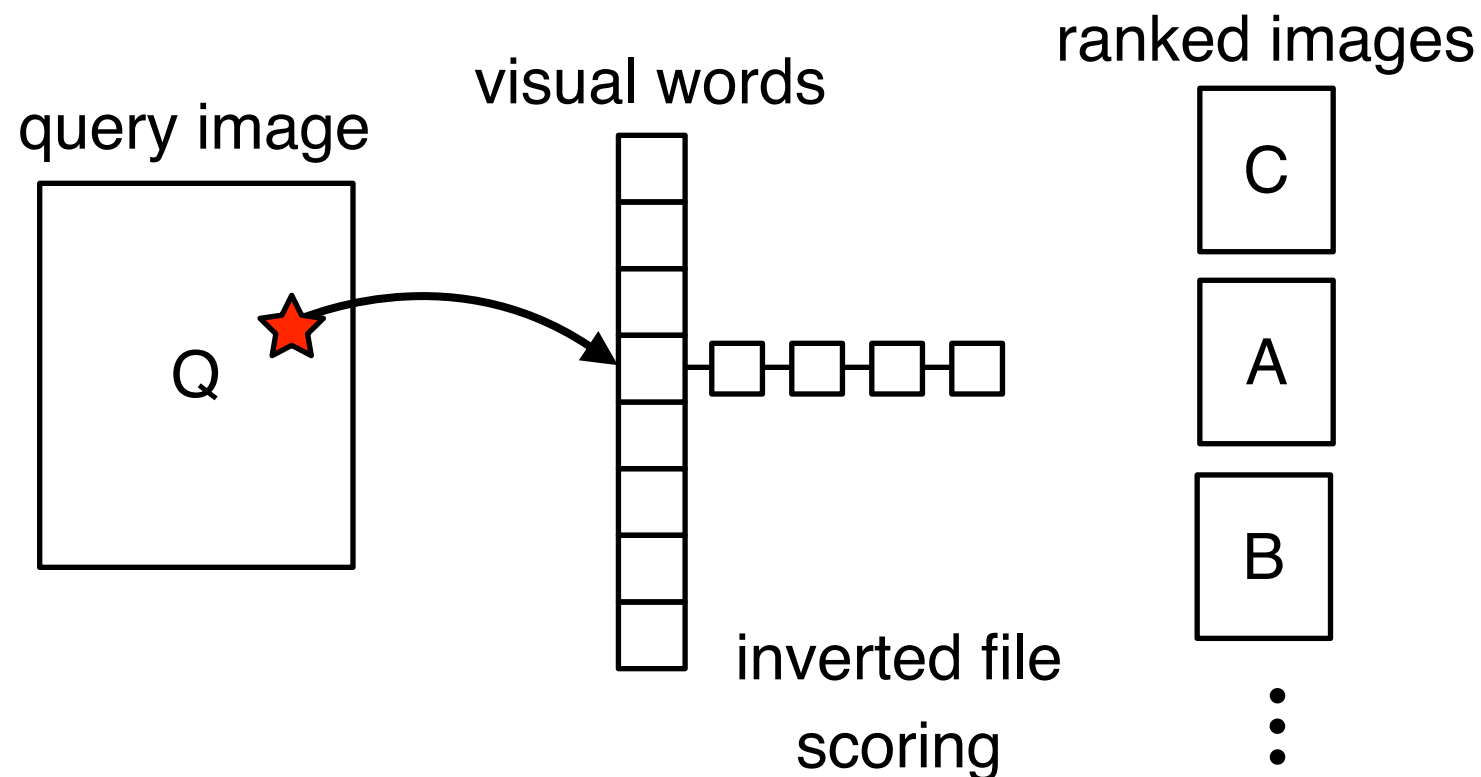 query image
Q
visual words
inverted file
scoring
ranked images
C
A
B